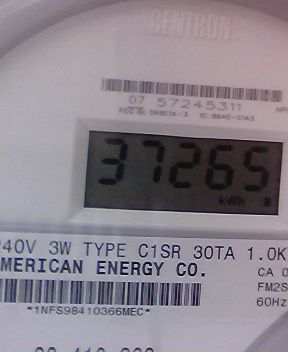 CENTRON
07 57245311
37265
kWh
240V 3W TYPE C1SR 30TA 1.0K
AMERICAN ENERGY CO.
CA 0
FM2S
60Hz
*1NFS98410366MEC*